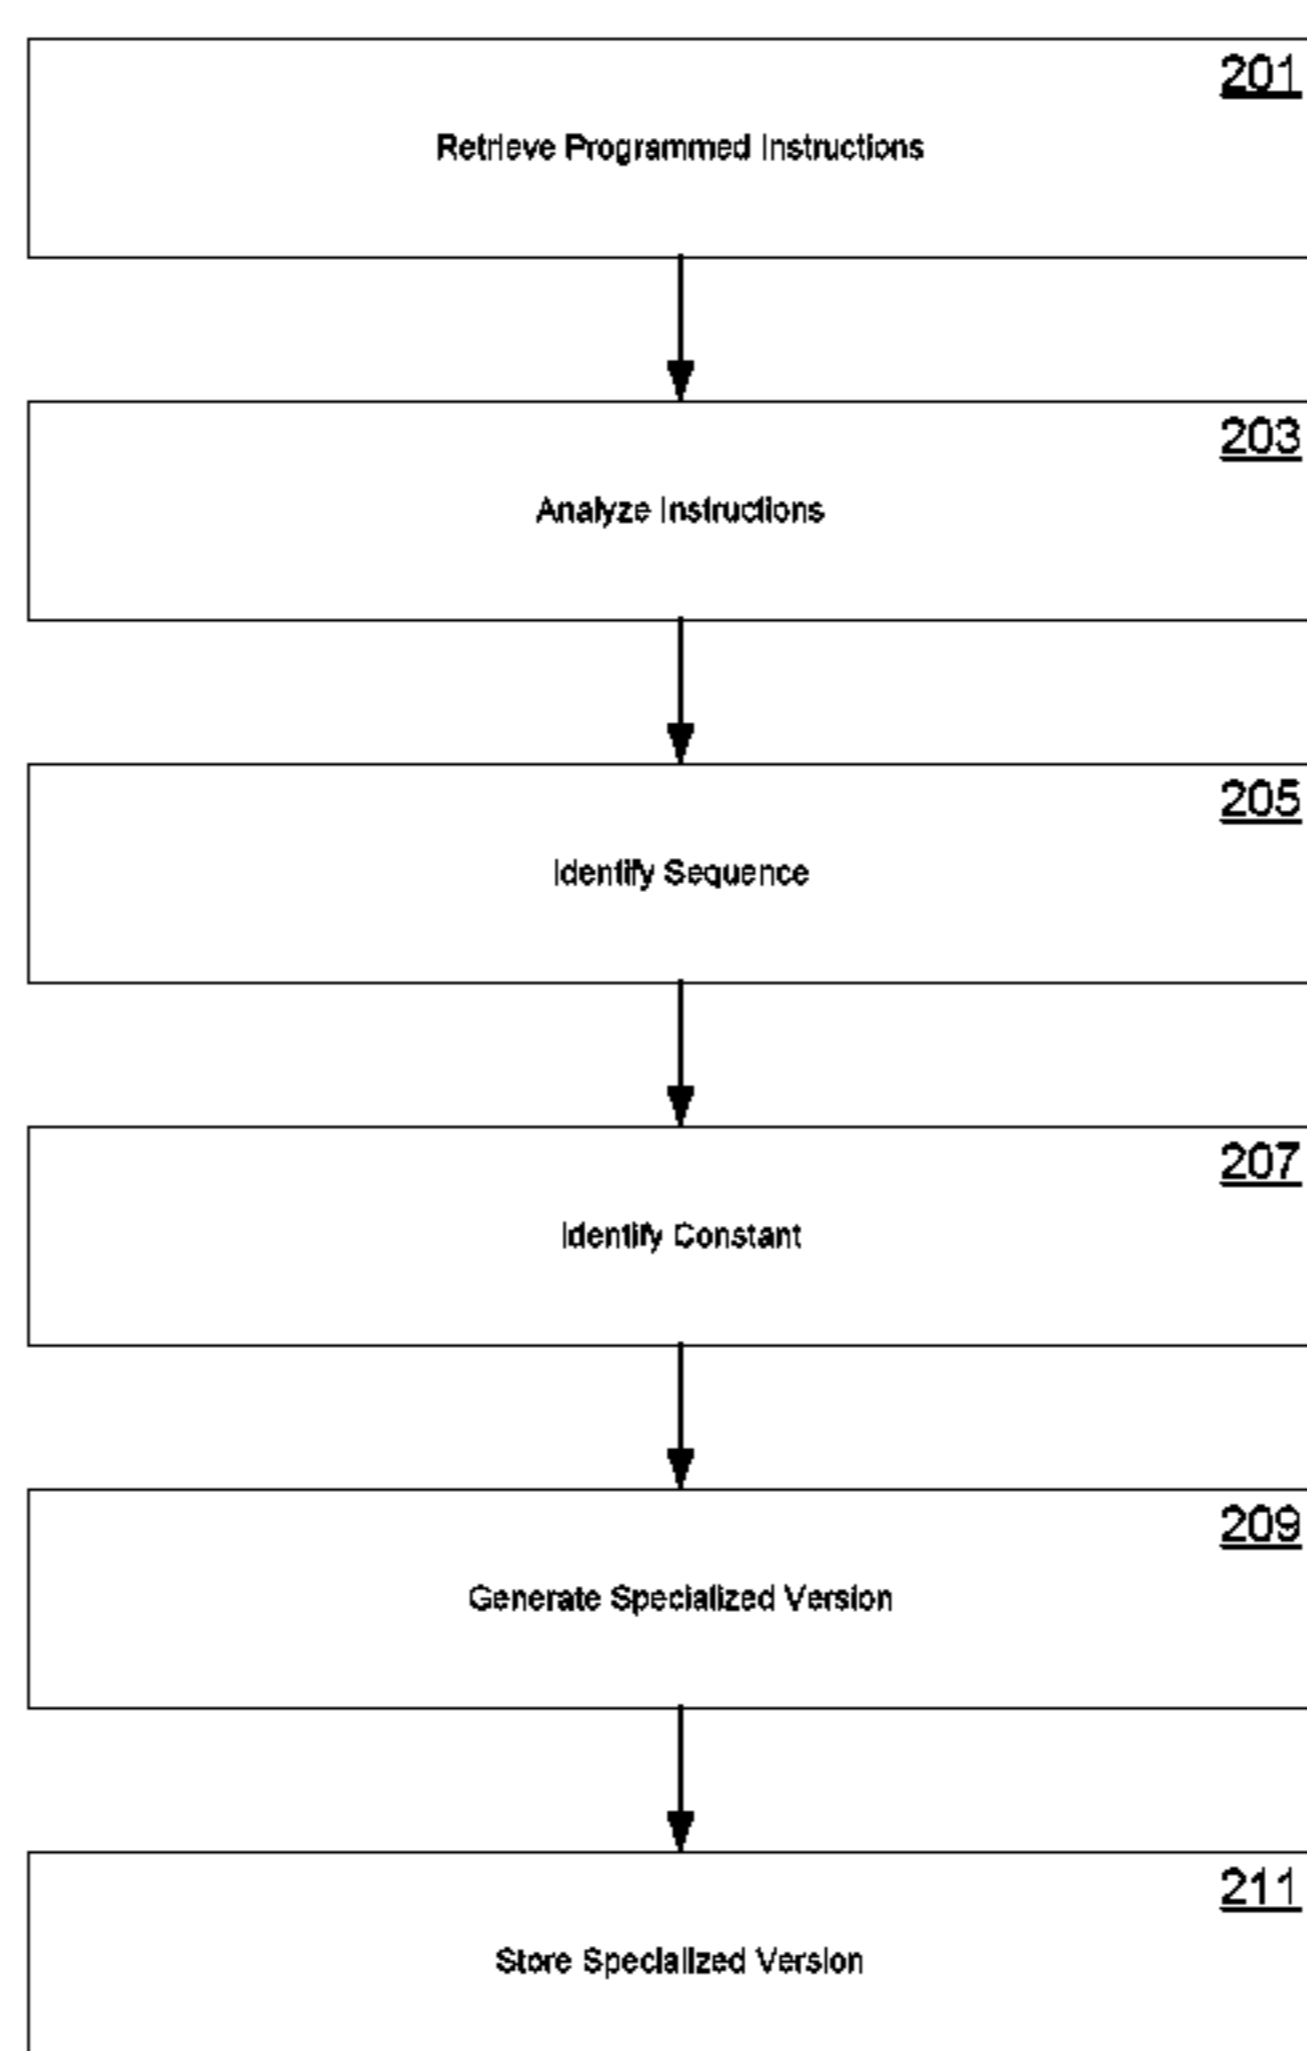 201
Retrieve Programmed Instructions
203
Analyze Instructions
205
Identify Sequence
207
Identify Constant
209
Generate Specialized Version
211
Store Specialized Version